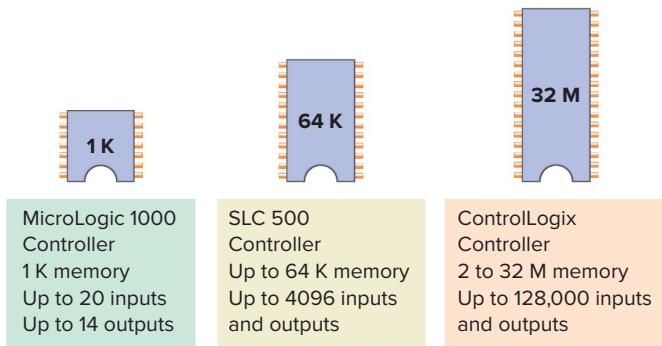 1 K
64 K
32 M
MicroLogic 1000
Controller
1 K memory
Up to 20 inputs
Up to 14 outputs
SLC 500
Controller
Up to 64 K memory
Up to 4096 inputs
and outputs
ControlLogix
Controller
2 to 32 M memory
Up to 128,000 inputs
and outputs